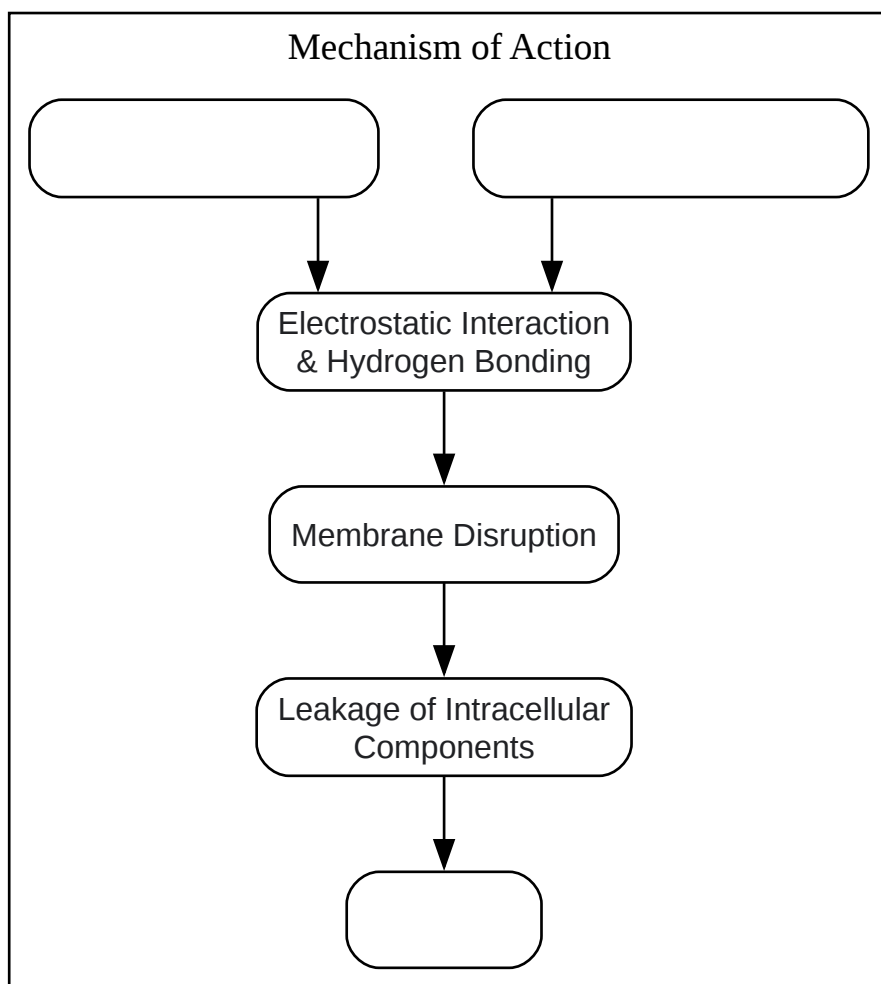 Mechanism of Action
Electrostatic Interaction
& Hydrogen Bonding
Membrane Disruption
Leakage of Intracellular
Components